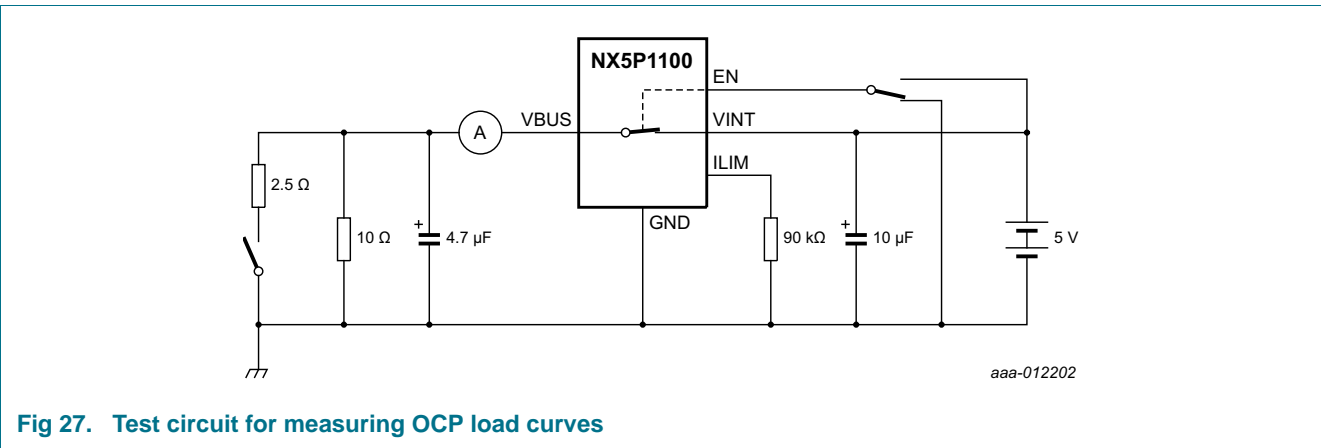 NX5P1100
EN
VBUS
VINT
A
ILIM
2.5 Ω
GND
10 Ω
+
4.7 μF
90 kΩ
+
10 μF
5 V
aaa-012202
Fig 27. Test circuit for measuring OCP load curves